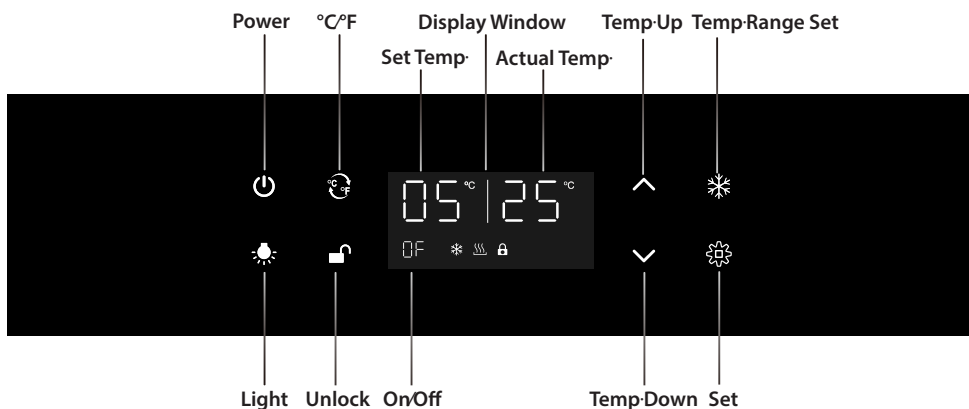 Power °C/°F Display Window Temp·Up Temp·Range Set
Set Temp· Actual Temp·
°C °F 05 °C 25 °C
0F
Light Unlock On/Off Temp·Down Set